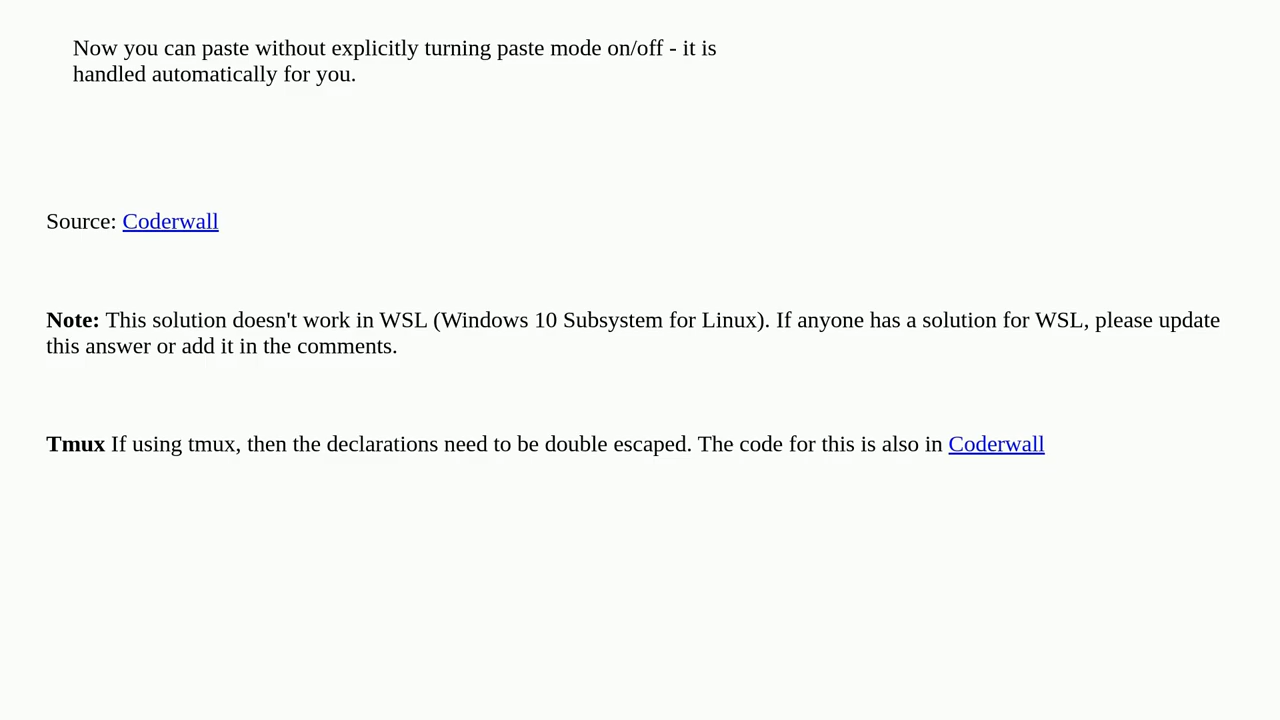 Now you can paste without explicitly turning paste mode on/off - it is
handled automatically for you.
Source: Coderwall
Note: This solution doesn't work in WSL (Windows 10 Subsystem for Linux). If anyone has a solution for WSL, please update
this answer or add it in the comments.
Tmux If using tmux, then the declarations need to be double escaped. The code for this is also in Coderwall